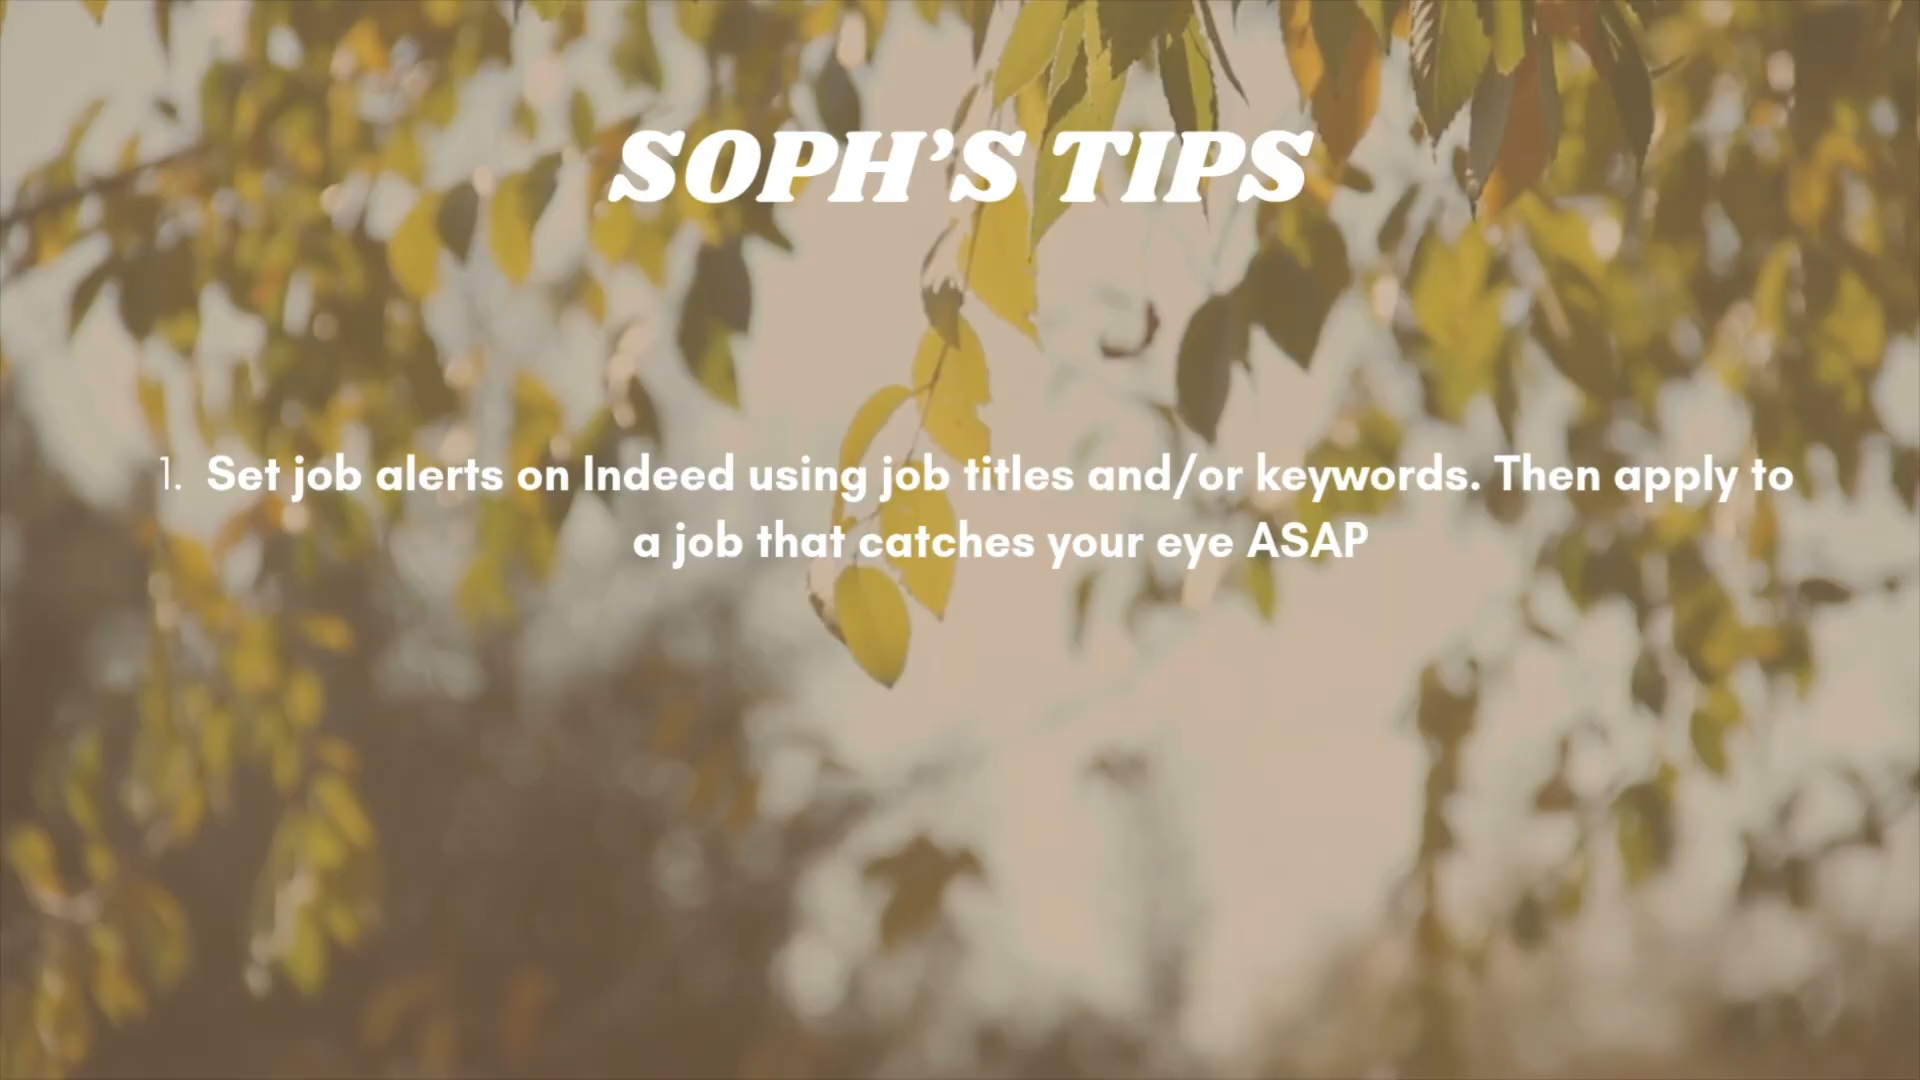 SOPH'S TIPS
1. Set job alerts on Indeed using job titles and/or keywords. Then apply to
a job that catches your eye ASAP